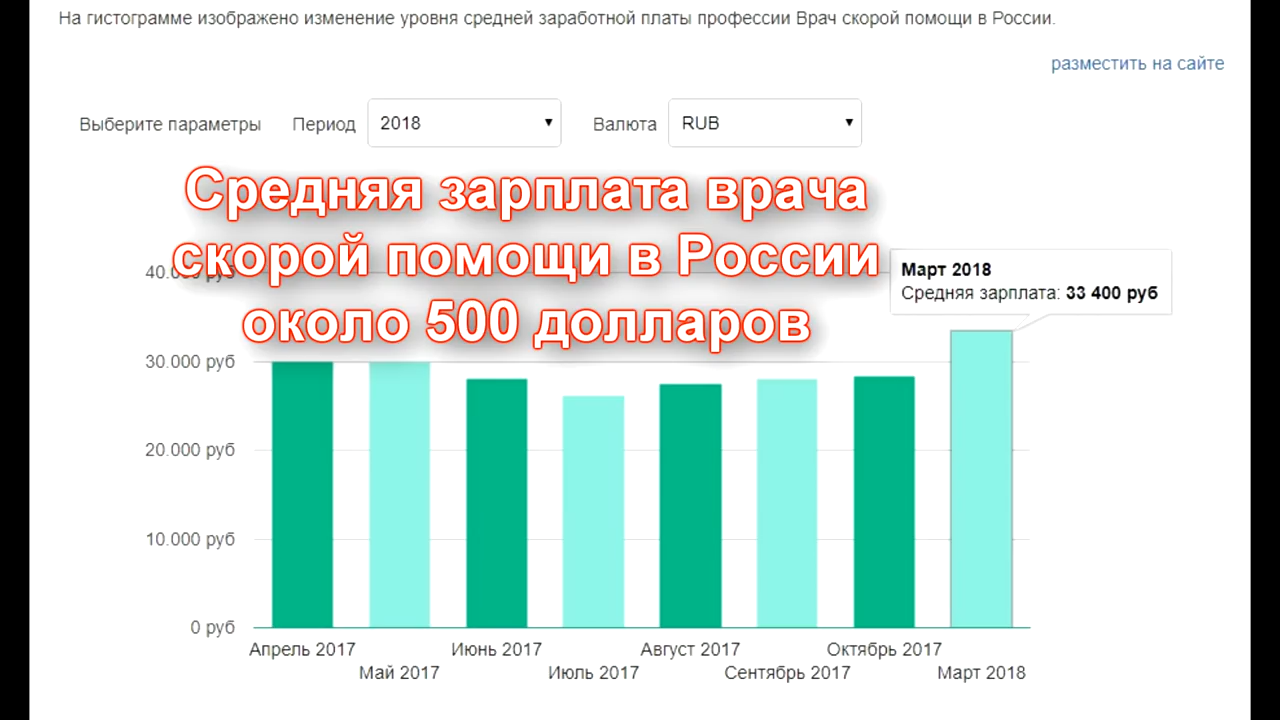 На гистограмме изображено изменение уровня средней заработной платы профессии Врач скорой помощи в России.
разместить на сайте
Выберите параметры Период 2018 Валюта RUB
Средняя зарплата врача
скорой помощи в России
около 500 долларов
40.000 руб
Март 2018
Средняя зарплата: 33 400 руб
30.000 руб
20.000 руб
10.000 руб
0 руб
Апрель 2017 Июнь 2017 Август 2017 Октябрь 2017
Май 2017 Июль 2017 Сентябрь 2017 Март 2018